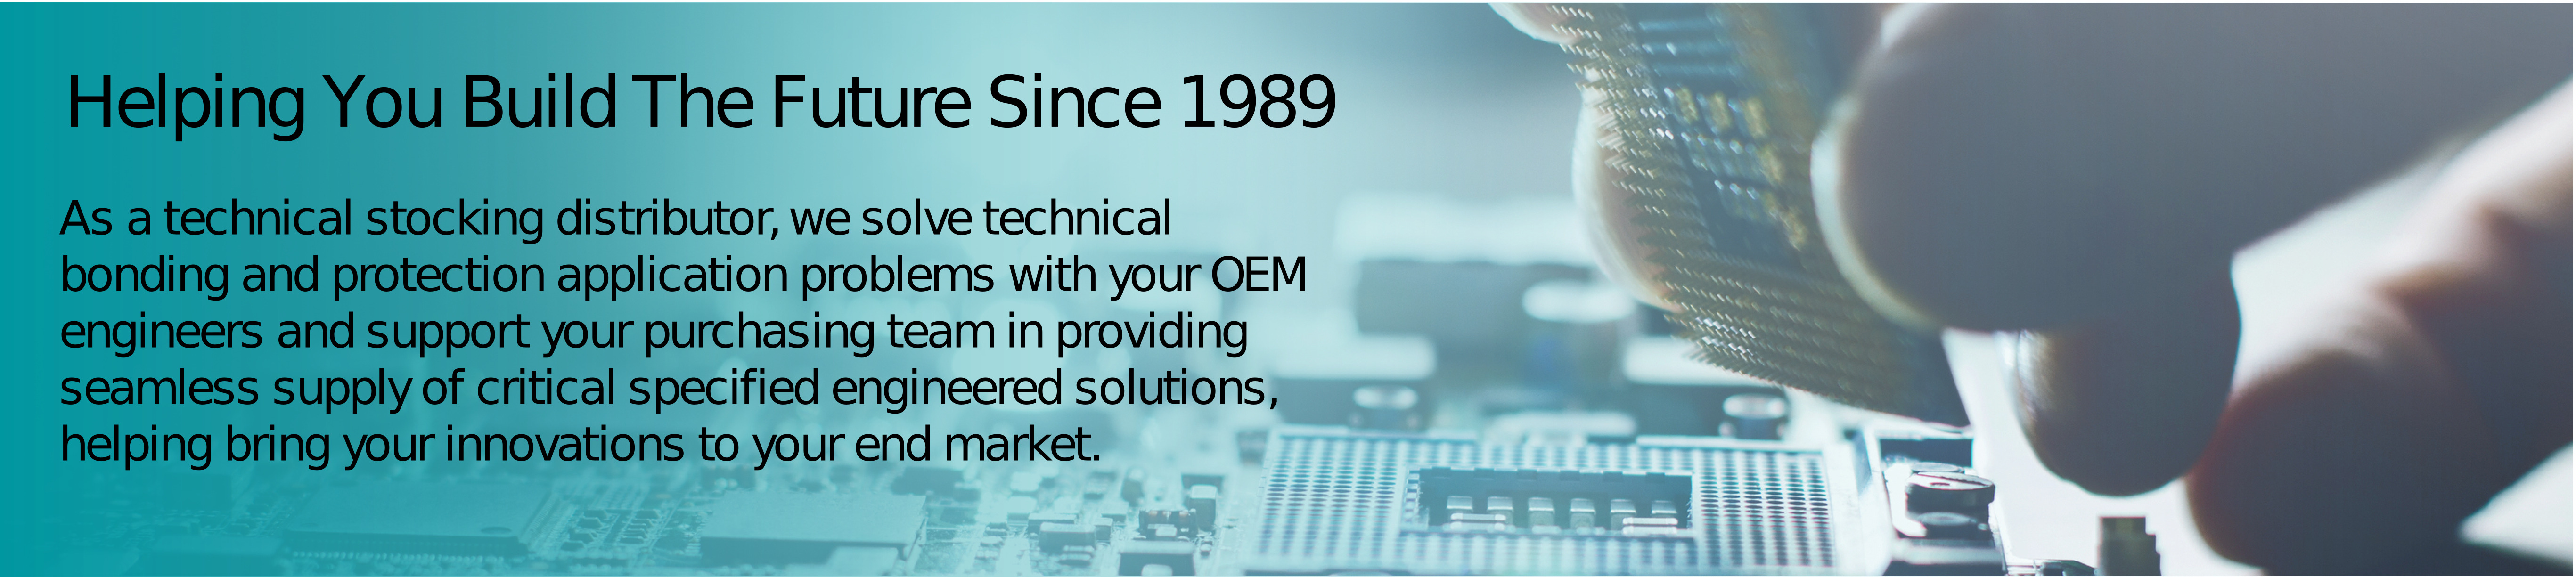 Helping You Build The Future Since 1989
As a technical stocking distributor, we solve technical
bonding and protection application problems with your OEM
engineers and support your purchasing team in providing
seamless supply of critical specified engineered solutions,
helping bring your innovations to your end market.